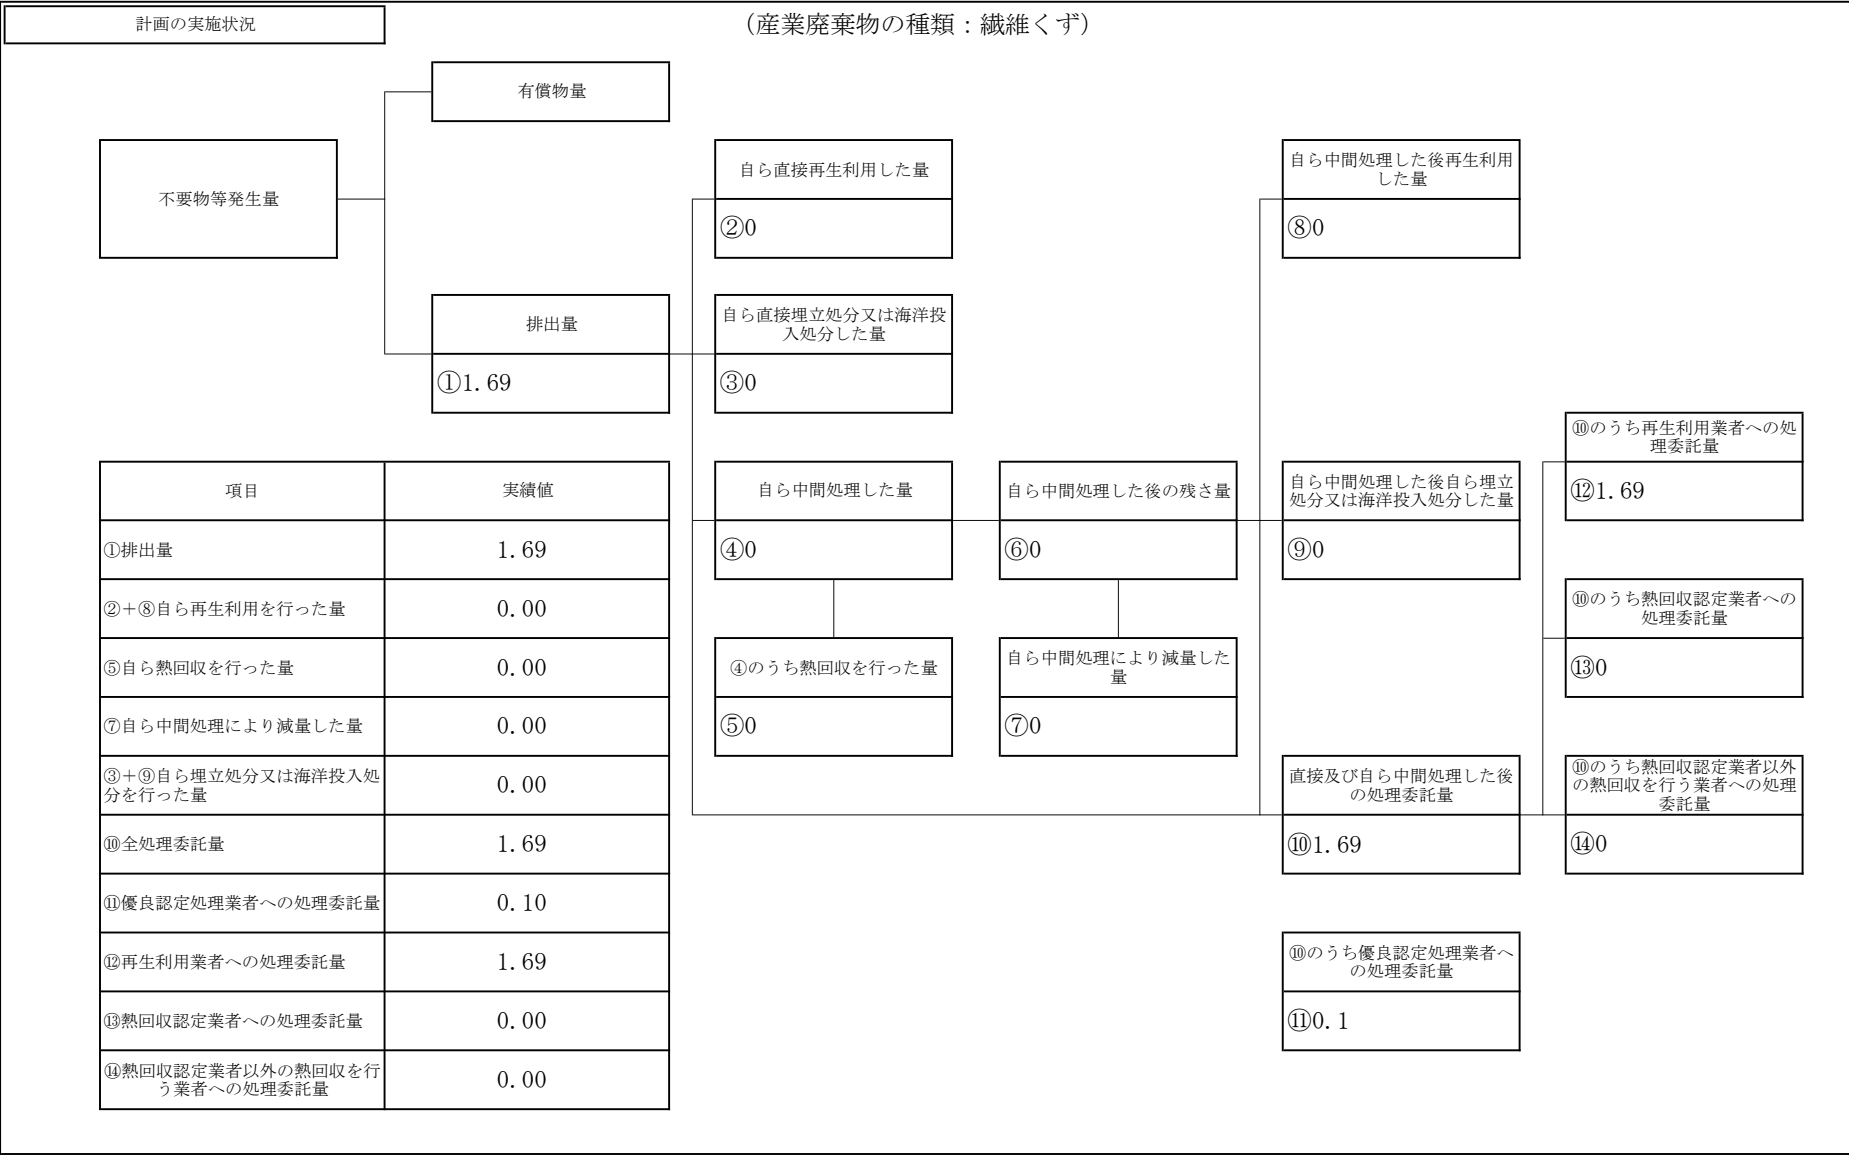 計画の実施状況
（産業廃棄物の種類：繊維くず）
有償物量
不要物等発生量
自ら直接再生利用した量
②0
自ら中間処理した後再生利用
した量
⑧0
排出量
①1.69
自ら直接埋立処分又は海洋投
入処分した量
③0
⑩のうち再生利用業者への処
理委託量
⑫1.69
自ら中間処理した量
④0
自ら中間処理した後の残さ量
⑥0
自ら中間処理した後自ら埋立
処分又は海洋投入処分した量
⑨0
⑩のうち熱回収認定業者への
処理委託量
⑬0
④のうち熱回収を行った量
⑤0
自ら中間処理により減量した
量
⑦0
直接及び自ら中間処理した後
の処理委託量
⑩1.69
⑩のうち熱回収認定業者以外
の熱回収を行う業者への処理
委託量
⑭0
⑩のうち優良認定処理業者へ
の処理委託量
⑪0.1
項目 実績値
①排出量 1.69
②＋⑧自ら再生利用を行った量 0.00
⑤自ら熱回収を行った量 0.00
⑦自ら中間処理により減量した量 0.00
③＋⑨自ら埋立処分又は海洋投入処
分を行った量 0.00
⑩全処理委託量 1.69
⑪優良認定処理業者への処理委託量 0.10
⑫再生利用業者への処理委託量 1.69
⑬熱回収認定業者への処理委託量 0.00
⑭熱回収認定業者以外の熱回収を行
う業者への処理委託量 0.00